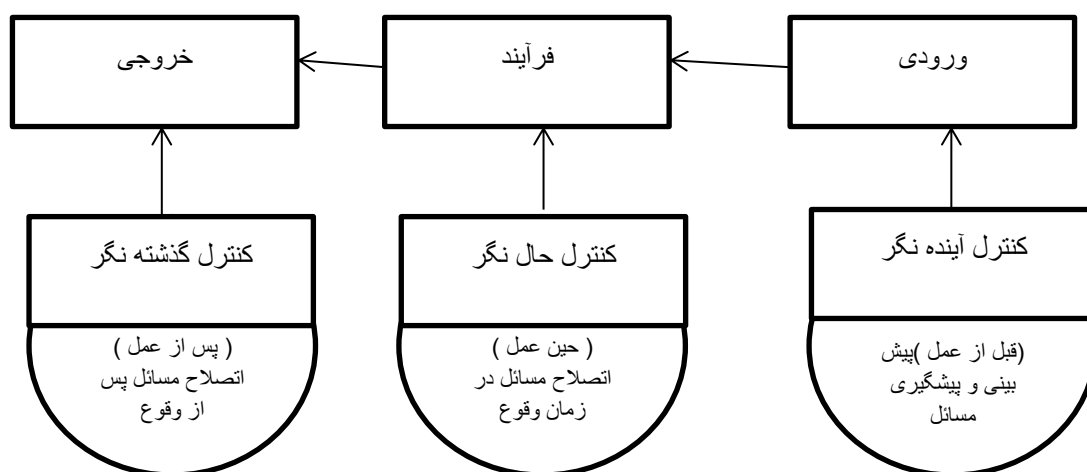 ورودی
فرآیند
خروجی
کنترل آینده نگر
کنترل حال نگر
کنترل گذشته نگر
(قبل از عمل )پیش
بینی و پیشگیری
مسائل
( حین عمل )
اتصلاح مسائل در
زمان وقوع
( پس از عمل )
اتصلاح مسائل پس
از وقوع